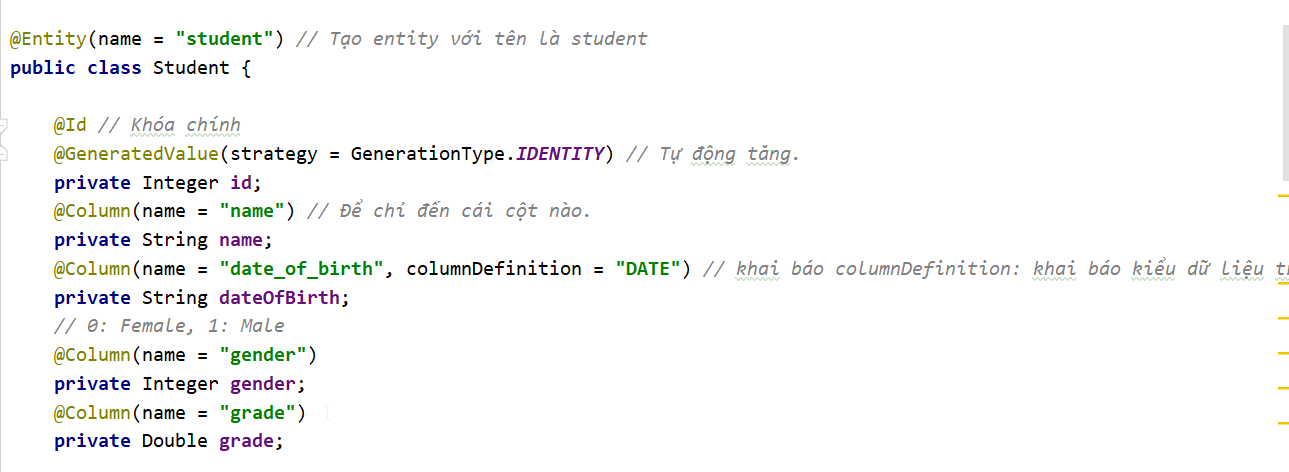 @Entity(name = "student") // Tạo entity với tên là student
public class Student {
@Id // Khóa chính
@GeneratedValue(strategy = GenerationType.IDENTITY) // Tự động tăng.
private Integer id;
@Column(name = "name") // Để chỉ đến cái cột nào.
private String name;
@Column(name = "date_of_birth", columnDefinition = "DATE") // khai báo columnDefinition: khai báo kiểu dữ liệu
private String dateOfBirth;
// 0: Female, 1: Male
@Column(name = "gender")
private Integer gender;
@Column(name = "grade")
private Double grade;